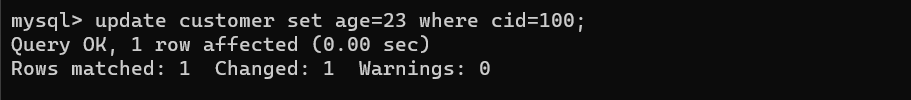 mysql> update customer set age=23 where cid=100;
Query OK, 1 row affected (0.00 sec)
Rows matched: 1  Changed: 1  Warnings: 0